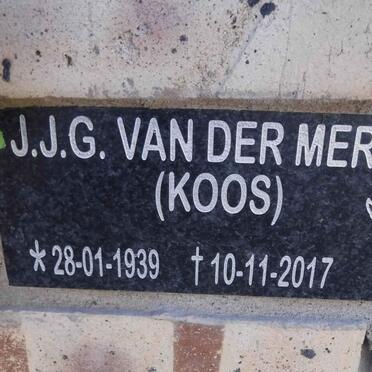 J.J.G. VAN DER MER
(KOOS)
* 28-01-1939 † 10-11-2017